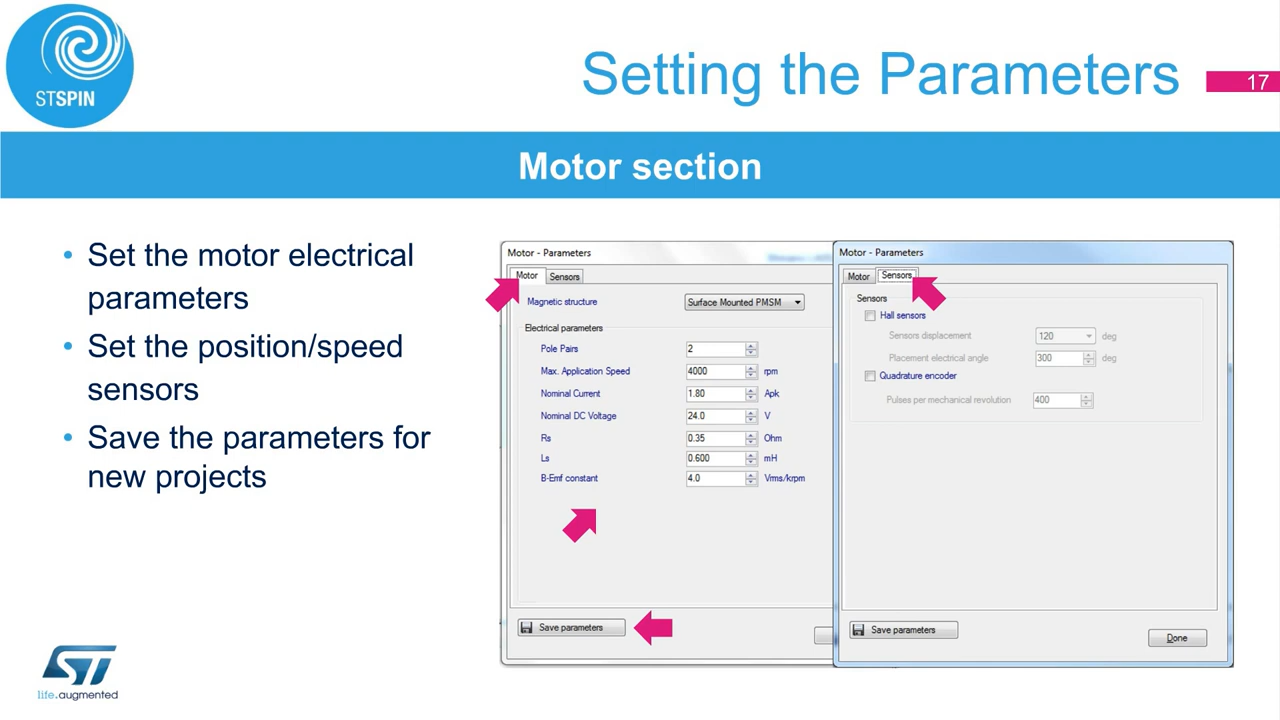 STSPIN
Setting the Parameters
17
Motor section
• Set the motor electrical
parameters
• Set the position/speed
sensors
• Save the parameters for
new projects
Motor - Parameters
Motor Sensors
Magnetic structure Surface Mounted PMSM
Electrical parameters
Pole Pairs 2
Max. Application Speed 4000 rpm
Nominal Current 1.80 Apk
Nominal DC Voltage 24.0 V
Rs 0.35 Ohm
Ls 0.600 mH
B-Emf constant 4.0 Vrms/krpm
Save parameters
Motor - Parameters
Motor Sensors
Sensors
Hall sensors
Sensors displacement 120 deg
Placement electrical angle 300 deg
Quadrature encoder
Pulses per mechanical revolution 400
Save parameters
Done
ST
life.augmented